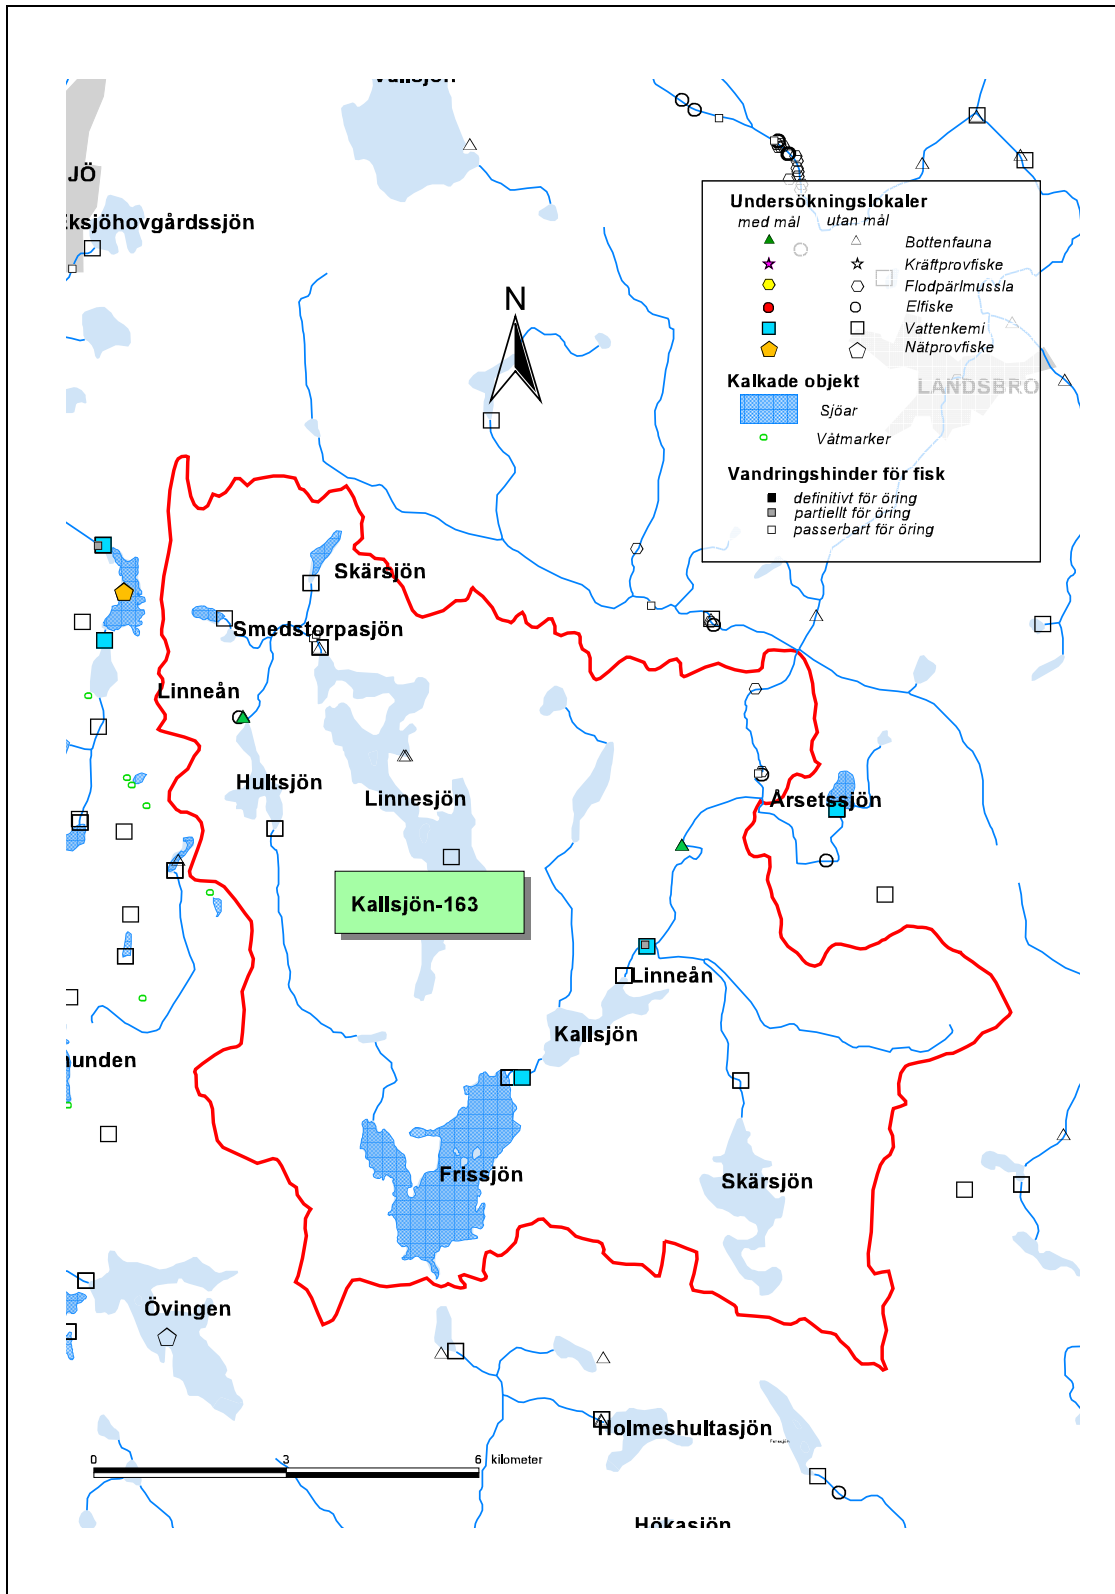 Vallsjön
JÖ
Eksjöhovgårdssjön
Undersökningslokaler
med mål utan mål
Bottenfauna
Kräftprovfiske
Flodpärlmussla
Elfiske
Vattenkemi
Nätprovfiske
LANDSBRO
Kalkade objekt
Sjöar
Våtmarker
Vandringshinder för fisk
definitivt för öring
partiellt för öring
passerbart för öring
N
Skärsjön
Smedstorpasjön
Linneån
Hultsjön
Linnesjön
Årsetssjön
Kallsjön-163
Linneån
Kallsjön
unden
Frissjön
Skärsjön
Övingen
Holmeshultasjön
0 3 6 kilometer
Hökasjön